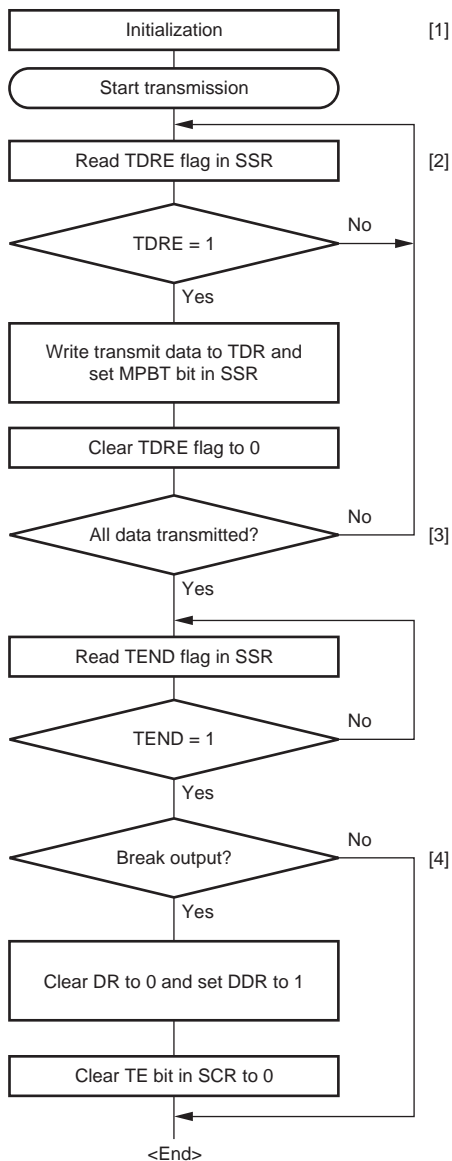 Initialization
[1]
Start transmission
Read TDRE flag in SSR
[2]
TDRE = 1
No
Yes
Write transmit data to TDR and
set MPBT bit in SSR
Clear TDRE flag to 0
All data transmitted?
No
[3]
Yes
Read TEND flag in SSR
TEND = 1
No
Yes
Break output?
No
[4]
Yes
Clear DR to 0 and set DDR to 1
Clear TE bit in SCR to 0
<End>